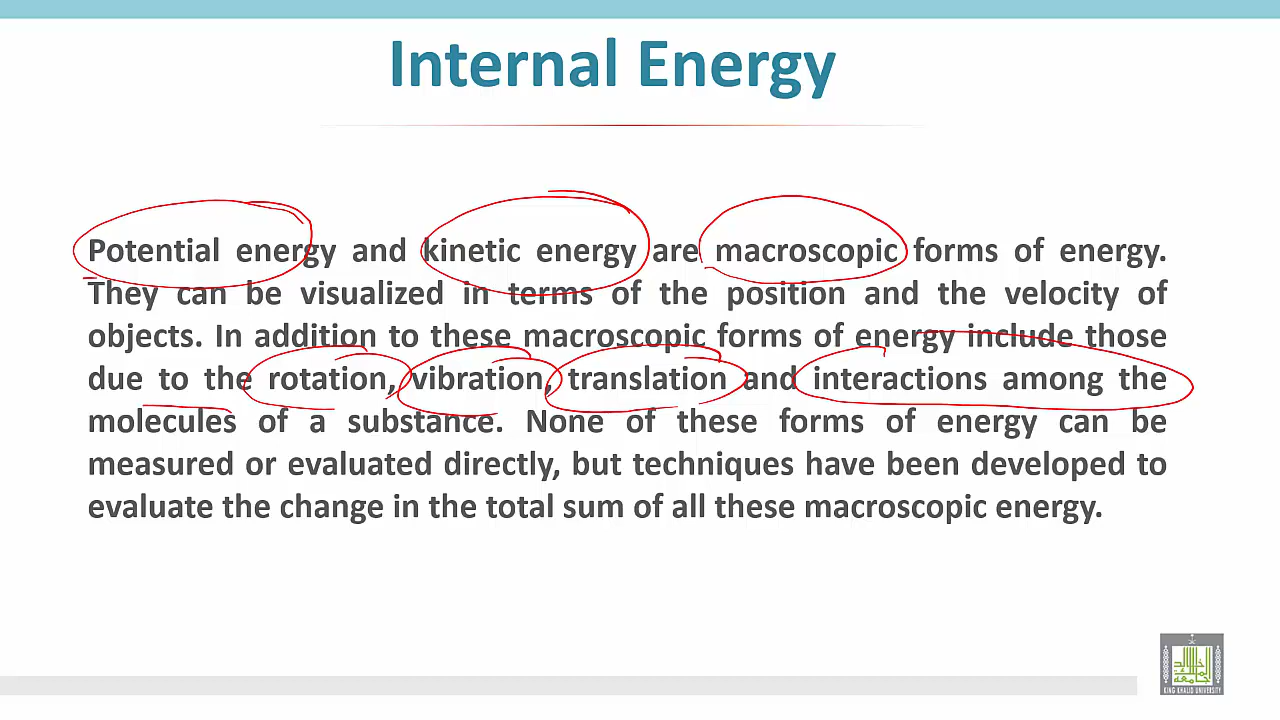 Internal Energy
Potential energy and kinetic energy are macroscopic forms of energy.
They can be visualized in terms of the position and the velocity of
objects. In addition to these macroscopic forms of energy include those
due to the rotation, vibration, translation and interactions among the
molecules of a substance. None of these forms of energy can be
measured or evaluated directly, but techniques have been developed to
evaluate the change in the total sum of all these macroscopic energy.
KING KHALID UNIVERSITY